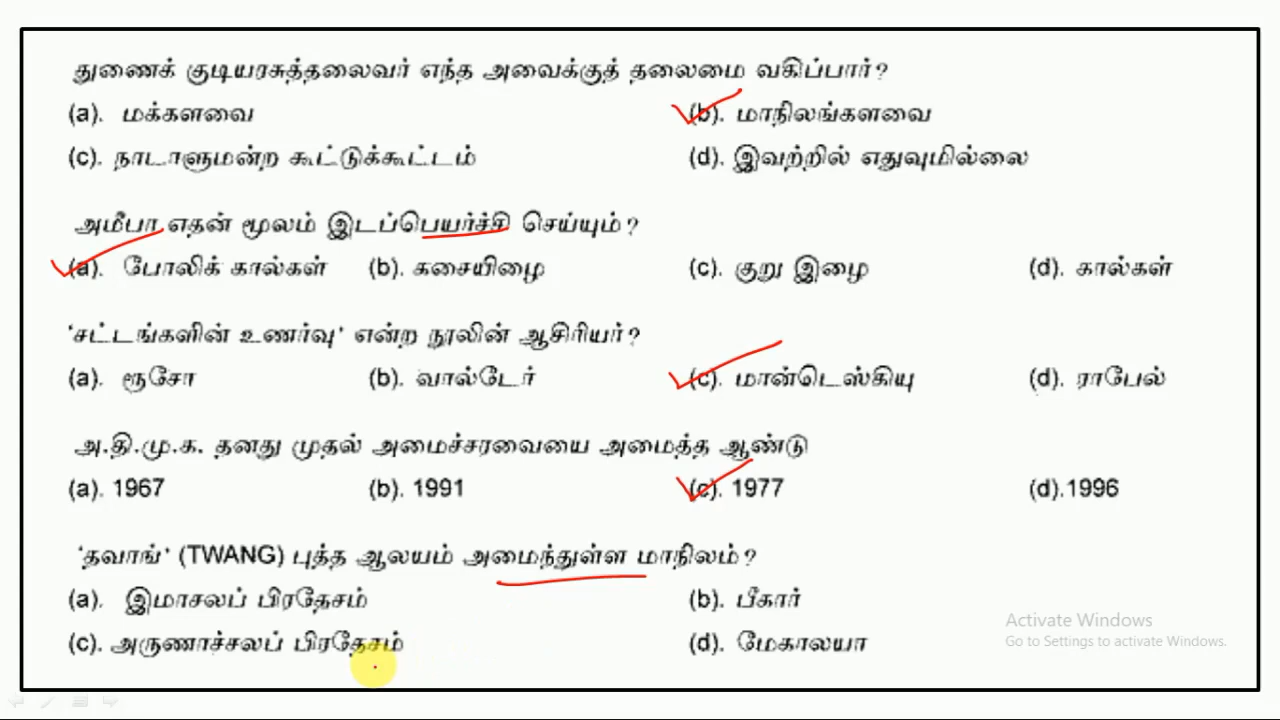 துணைக் குடியரசுத்தலைவர் எந்த அவைக்குத் தலைமை வகிப்பார்?
(a). மக்களவை (b). மாநிலங்களவை
(c). நாடாளுமன்ற கூட்டுக்கூட்டம் (d). இவற்றில் எதுவுமில்லை
அமீபா எதன் மூலம் இடப்பெயர்ச்சி செய்யும்?
(a). போலிக் கால்கள் (b). கசையிழை (c). குறு இழை (d). கால்கள்
'சட்டங்களின் உணர்வு' என்ற நூலின் ஆசிரியர்?
(a). ரூசோ (b). வால்டேர் (c). மான்டெஸ்கியு (d). ராபேல்
அ.தி.மு.க. தனது முதல் அமைச்சரவையை அமைத்த ஆண்டு
(a). 1967 (b). 1991 (c). 1977 (d).1996
'தவாங்' (TWANG) புத்த ஆலயம் அமைந்துள்ள மாநிலம்?
(a). இமாசலப் பிரதேசம் (b). பீகார்
(c). அருணாச்சலப் பிரதேசம் (d). மேகாலயா
Activate Windows
Go to Settings to activate Windows.